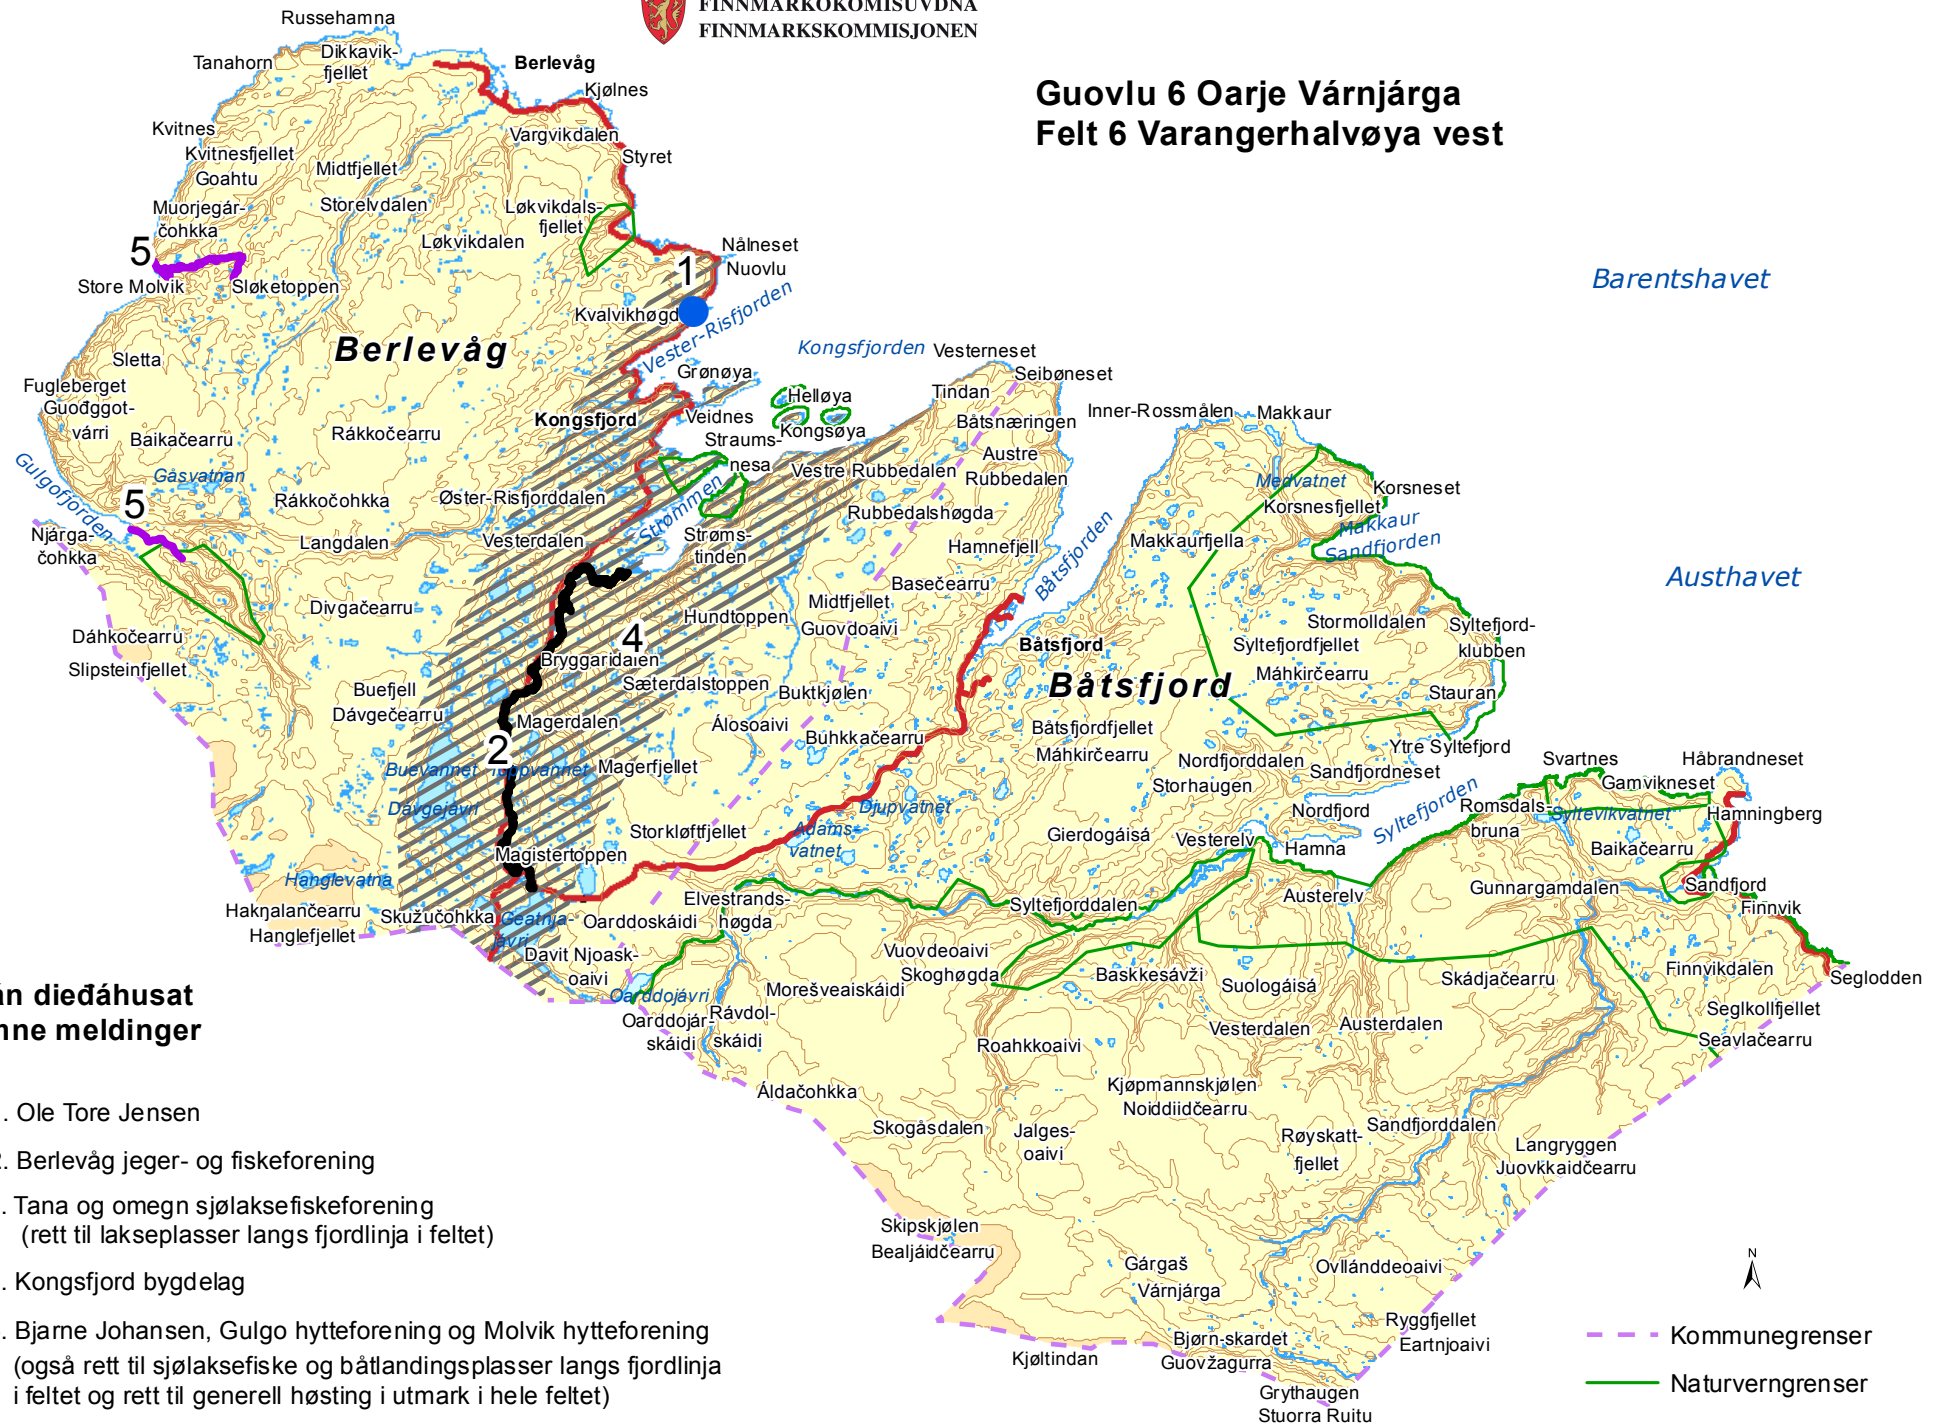 FINNMÁRKOKOMIŠUVDNA
FINNMARKSKOMMISJONEN
Guovlu 6 Oarje Várnjárga
Felt 6 Varangerhalvøya vest
Russehamna
Tanahorn
Dikkavik-
fjellet
Berlevåg
Kjølnes
Kvitnes
Vargvikdalen
Kvitnesfjellet
Styret
Goahtu
Midtfjellet
Muorjegár-
čohkka
Storelvdalen
Løkvikdals-
fjellet
Løkvikdalen
5
Store Molvik
Sløketoppen
Nålneset
Nuovlu
1
Kvalvikhøgd
Vester-Risfjorden
Barentshavet
Berlevåg
Sletta
Kongsfjorden
Vesterneset
Seibøneset
Grønøya
Fugleberget
Guođggot-
várri
Baikačearru
Rákkočearru
Kongsfjord
Veidnes
Helløya
Kongsøya
Tindan
Båtsnæringen
Inner-Rossmålen
Makkaur
Straums-
nesa
Austre
Rubbedalen
Vestre Rubbedalen
Gulgofjorden
Gåsvatnan
Rákkočohkka
Øster-Risfjorddalen
Strømmen
Rubbedalshøgda
Medvatnet
Korsneset
Korsnesfjellet
5
Njárga-
čohkka
Langdalen
Vesterdalen
Strøms-
tinden
Hamnefjell
Båtsfjorden
Makkaurfjella
Makkaur
Sandfjorden
Austhavet
Basečearru
Divgačearru
Hundtoppen
Midtfjellet
Guovdoaivi
Stormolldalen
Syltefjord-
klubben
Dáhkočearru
Slipsteinfjellet
4
Bryggaridalen
Båtsfjord
Syltefjordfjellet
Buefjell
Dávgečearru
Sæterdalstoppen
Buktkjølen
Båtsfjord
Máhkirčearru
Stauran
Magerdalen
Álosoaivi
Búhkkačearru
Båtsfjordfjellet
Máhkirčearru
2
Buevannet
Toppvannet
Magerfjellet
Nordfjorddalen
Ytre Syltefjord
Sandfjordneset
Svartnes
Håbrandneset
Storhaugen
Gamvikneset
Dávgejávri
Djupvatnet
Nordfjord
Syltefjorden
Romsdals-
bruna
Syltevikvatnet
Hamningberg
Storkløftfjellet
Adams-
vatnet
Gierdogáisá
Vesterelv
Hamna
Baikačearru
Magistertoppen
Hanglevatna
Austerelv
Gunnargamdalen
Sandfjord
Elvestrands-
høgda
Syltefjorddalen
Finnvik
Hakŋalančearru
Hanglefjellet
Skužučohkka
Geatnja-
jávri
Oarddoskáidi
Davit Njoask-
oaivi
Vuovdeoaivi
Skoghøgda
Baskkesávži
Suologáisá
Skádjačearru
Finnvikdalen
Seglodden
Oarddojávri
Morešveaiskáidi
Seglkollfjellet
Oarddojár-
skáidi
Rávdol-
skáidi
Roahkkoaivi
Vesterdalen
Austerdalen
Seavlačearru
Áldačohkka
Kjøpmannskjølen
Noiddiidčearru
Skogåsdalen
Jalges-
oaivi
Røyskatt-
fjellet
Sandfjorddalen
Langryggen
Juovkkaidčearru
Skipskjølen
Bealjáidčearru
Gárgaš
Várnjárga
Ovllánddeoaivi
Ryggfjellet
Eartnjoaivi
Kjøltindan
Bjørn-skardet
Guovžagurra
Grythaugen
Stuorra Ruitu
án dieđáhusat
nne meldinger
. Ole Tore Jensen
2. Berlevåg jeger- og fiskeforening
. Tana og omegn sjølaksefiskeforening
(rett til lakseplasser langs fjordlinja i feltet)
. Kongsfjord bygdelag
. Bjarne Johansen, Gulgo hytteforening og Molvik hytteforening
(også rett til sjølaksefiske og båtlandingsplasser langs fjordlinja
i feltet og rett til generell høsting i utmark i hele feltet)
N
Kommunegrenser
Naturverngrenser